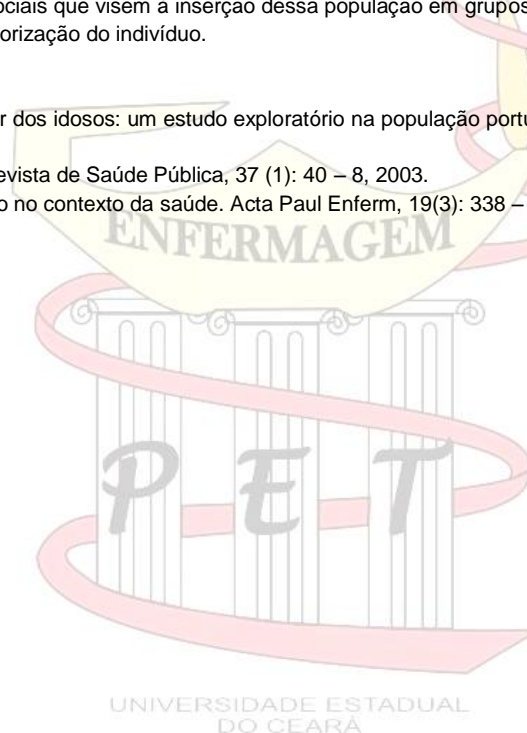 ociais que visem à inserção dessa população em grupos
orização do indivíduo.
r dos idosos: um estudo exploratório na população portu
evista de Saúde Pública, 37 (1): 40 – 8, 2003.
o no contexto da saúde. Acta Paul Enferm, 19(3): 338 –
ENFERMAGEM
P E T
UNIVERSIDADE ESTADUAL
DO CEARÁ